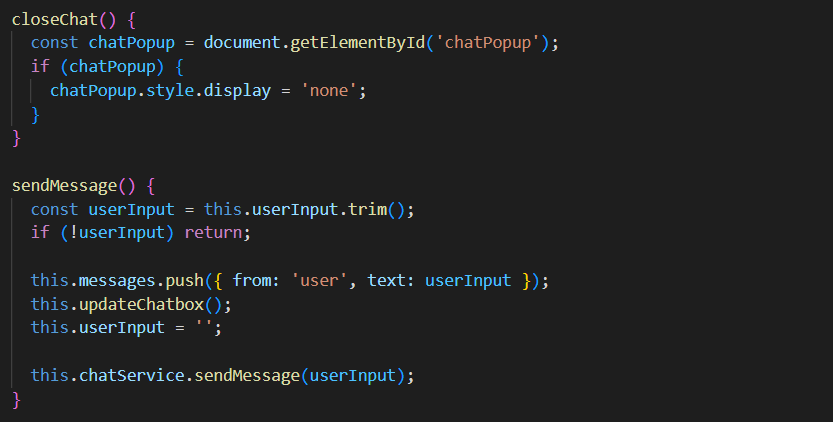 closeChat() {
const chatPopup = document.getElementById('chatPopup');
if (chatPopup) {
chatPopup.style.display = 'none';
}
}
sendMessage() {
const userInput = this.userInput.trim();
if (!userInput) return;
this.messages.push({ from: 'user', text: userInput });
this.updateChatbox();
this.userInput = '';
this.chatService.sendMessage(userInput);
}